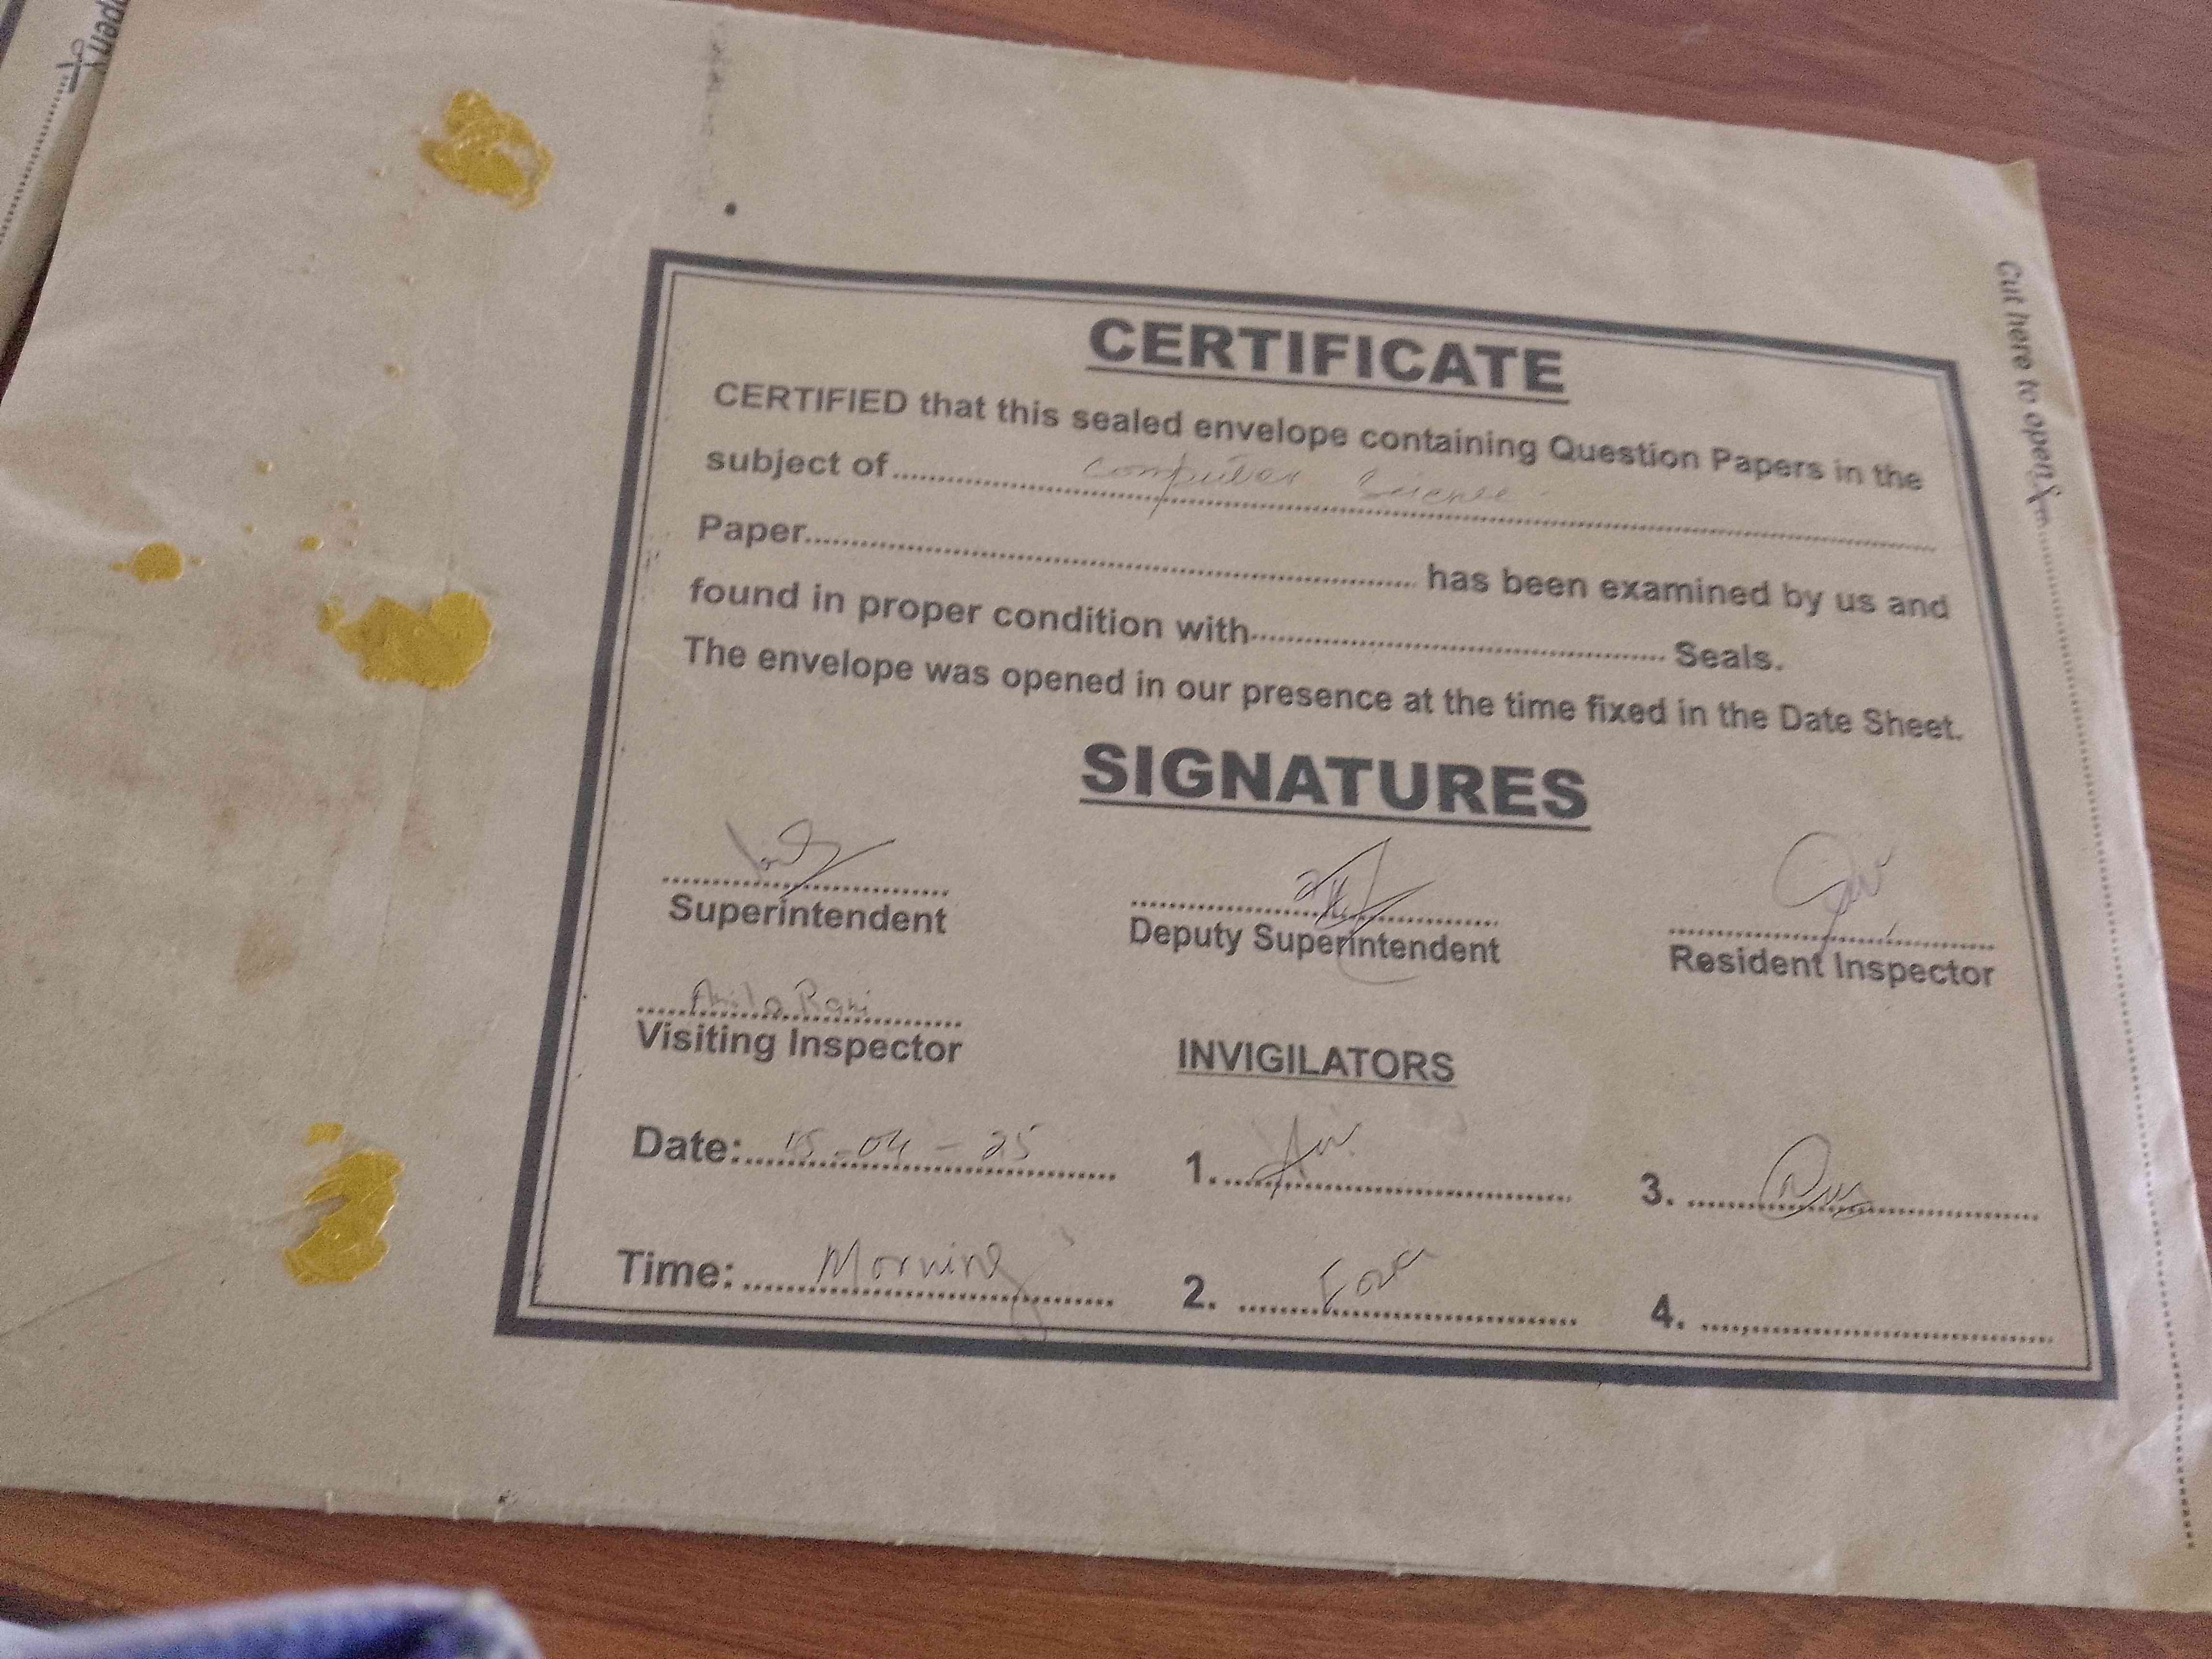 open
Cut here to open
CERTIFICATE
CERTIFIED that this sealed envelope containing Question Papers in the
subject of Computer Science
Paper has been examined by us and
found in proper condition with Seals.
The envelope was opened in our presence at the time fixed in the Date Sheet.
SIGNATURES
Superintendent Deputy Superintendent Resident Inspector
Rani
Visiting Inspector
INVIGILATORS
Date: 15-04-25 1. 3.
Time: Morning 2. 4.